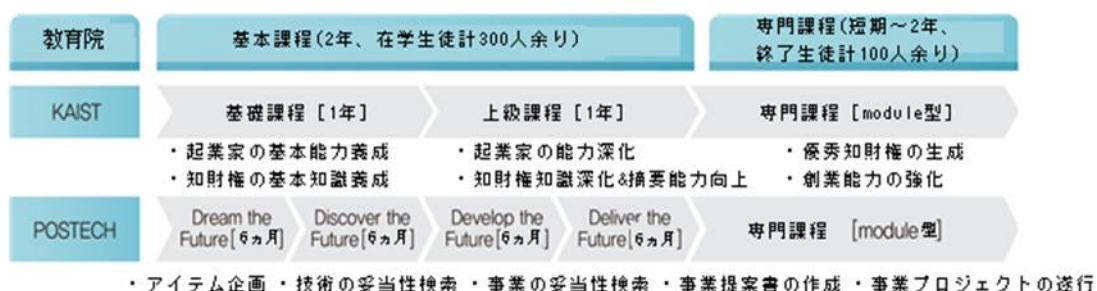 教育院
基本課程(2年、在学生徒計300人余り)
専門課程(短期～2年、
終了生徒計100人余り)
KAIST
基礎課程 [1年]
上級課程 [1年]
専門課程 [module型]
・起業家の基本能力義成
・知財権の基本知識義成
・起業家の能力深化
・知財権知識深化&摘要能力向上
・優秀知財権の生成
・創業能力の強化
POSTECH
Dream the
Future[6ヵ月]
Discover the
Future[6ヵ月]
Develop the
Future[6ヵ月]
Deliver the
Future[6ヵ月]
専門課程 [module型]
・アイテム企画 ・技術の妥当性検索 ・事業の妥当性検索 ・事業提案書の作成 ・事業プロジェクトの遂行